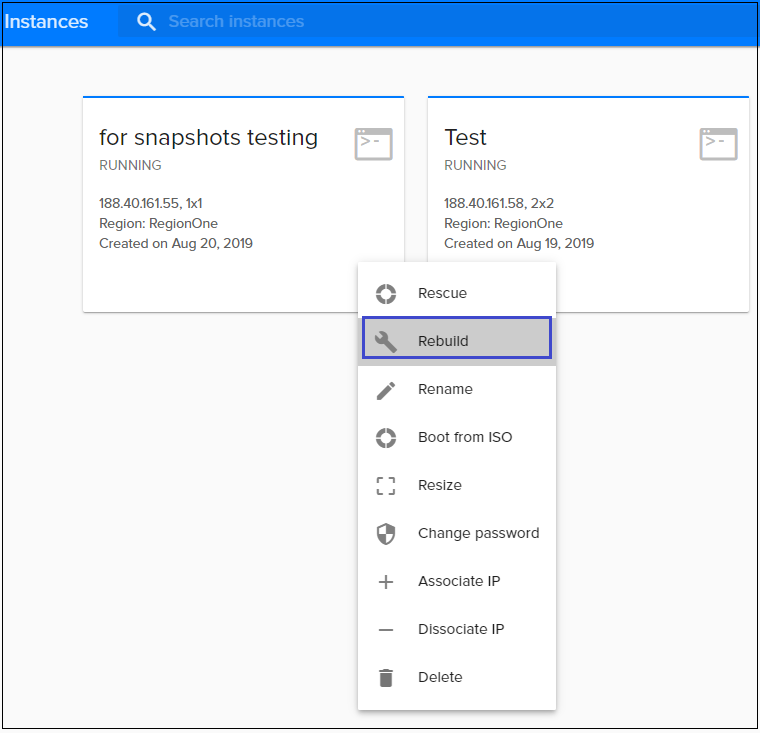 Instances
Search instances
for snapshots testing
RUNNING
188.40.161.55, 1x1
Region: RegionOne
Created on Aug 20, 2019
Test
RUNNING
188.40.161.58, 2x2
Region: RegionOne
Created on Aug 19, 2019
Rescue
Rebuild
Rename
Boot from ISO
Resize
Change password
Associate IP
Dissociate IP
Delete